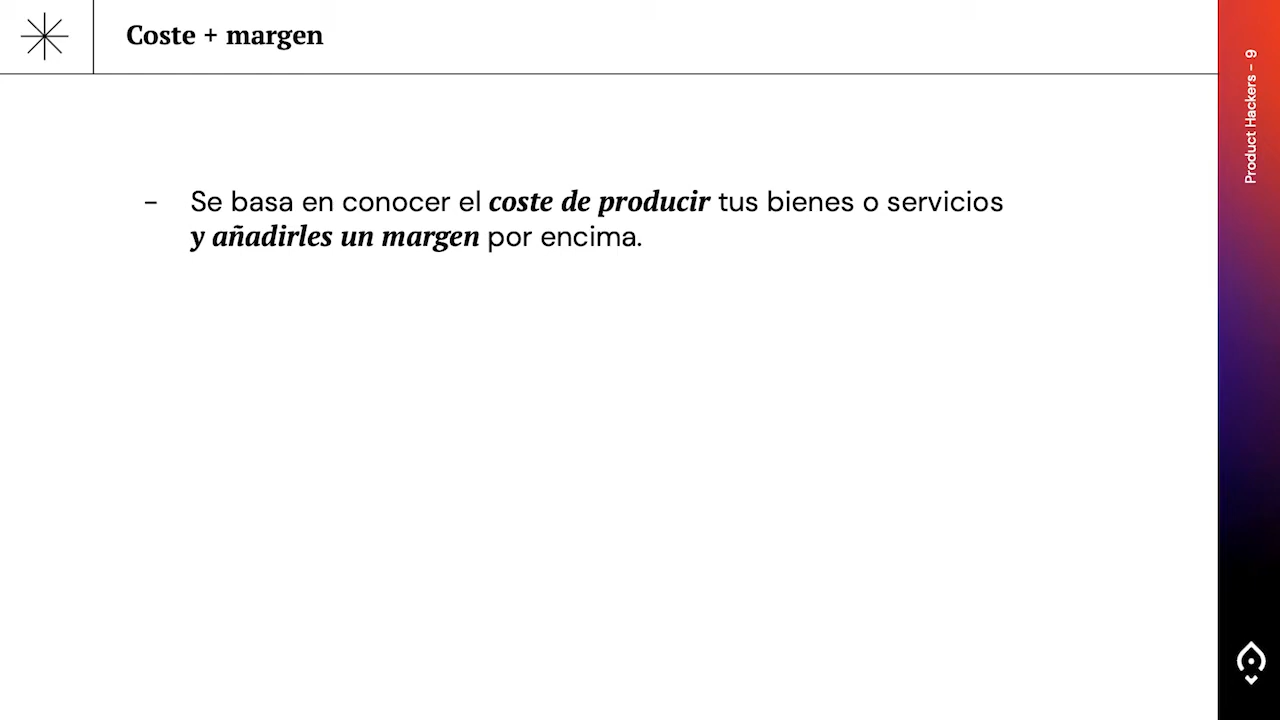 Coste + margen
Product Hackers - 9
- Se basa en conocer el coste de producir tus bienes o servicios
y añadirles un margen por encima.